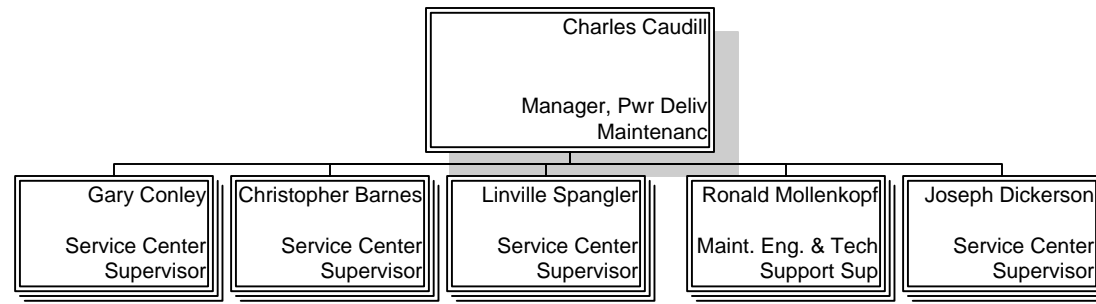 Charles Caudill
Manager, Pwr Deliv
Maintenanc
Gary Conley
Service Center
Supervisor
Christopher Barnes
Service Center
Supervisor
Linville Spangler
Service Center
Supervisor
Ronald Mollenkopf
Maint. Eng. & Tech
Support Sup
Joseph Dickerson
Service Center
Supervisor